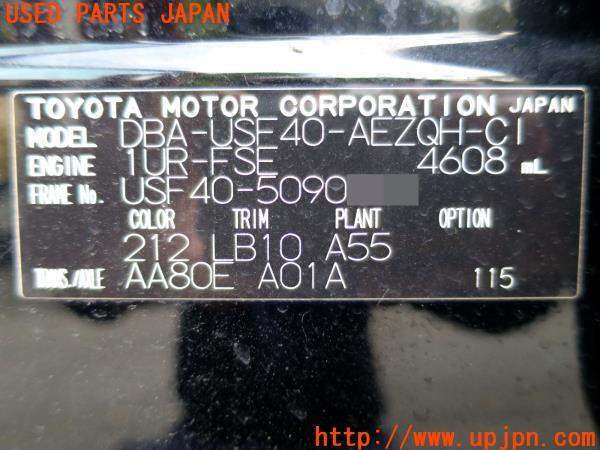 USED PARTS JAPAN
TOYOTA MOTOR CORPORATION JAPAN
MODEL DBA-USF40-AEZQH-CI
ENGINE 1UR-FSE 4608 mL
FRAME No. USF40-5090
COLOR TRIM PLANT OPTION
212 LB10 A55
TRANS./AXLE AA80E A01A 115
U.P.J
http://www.upjpn.com